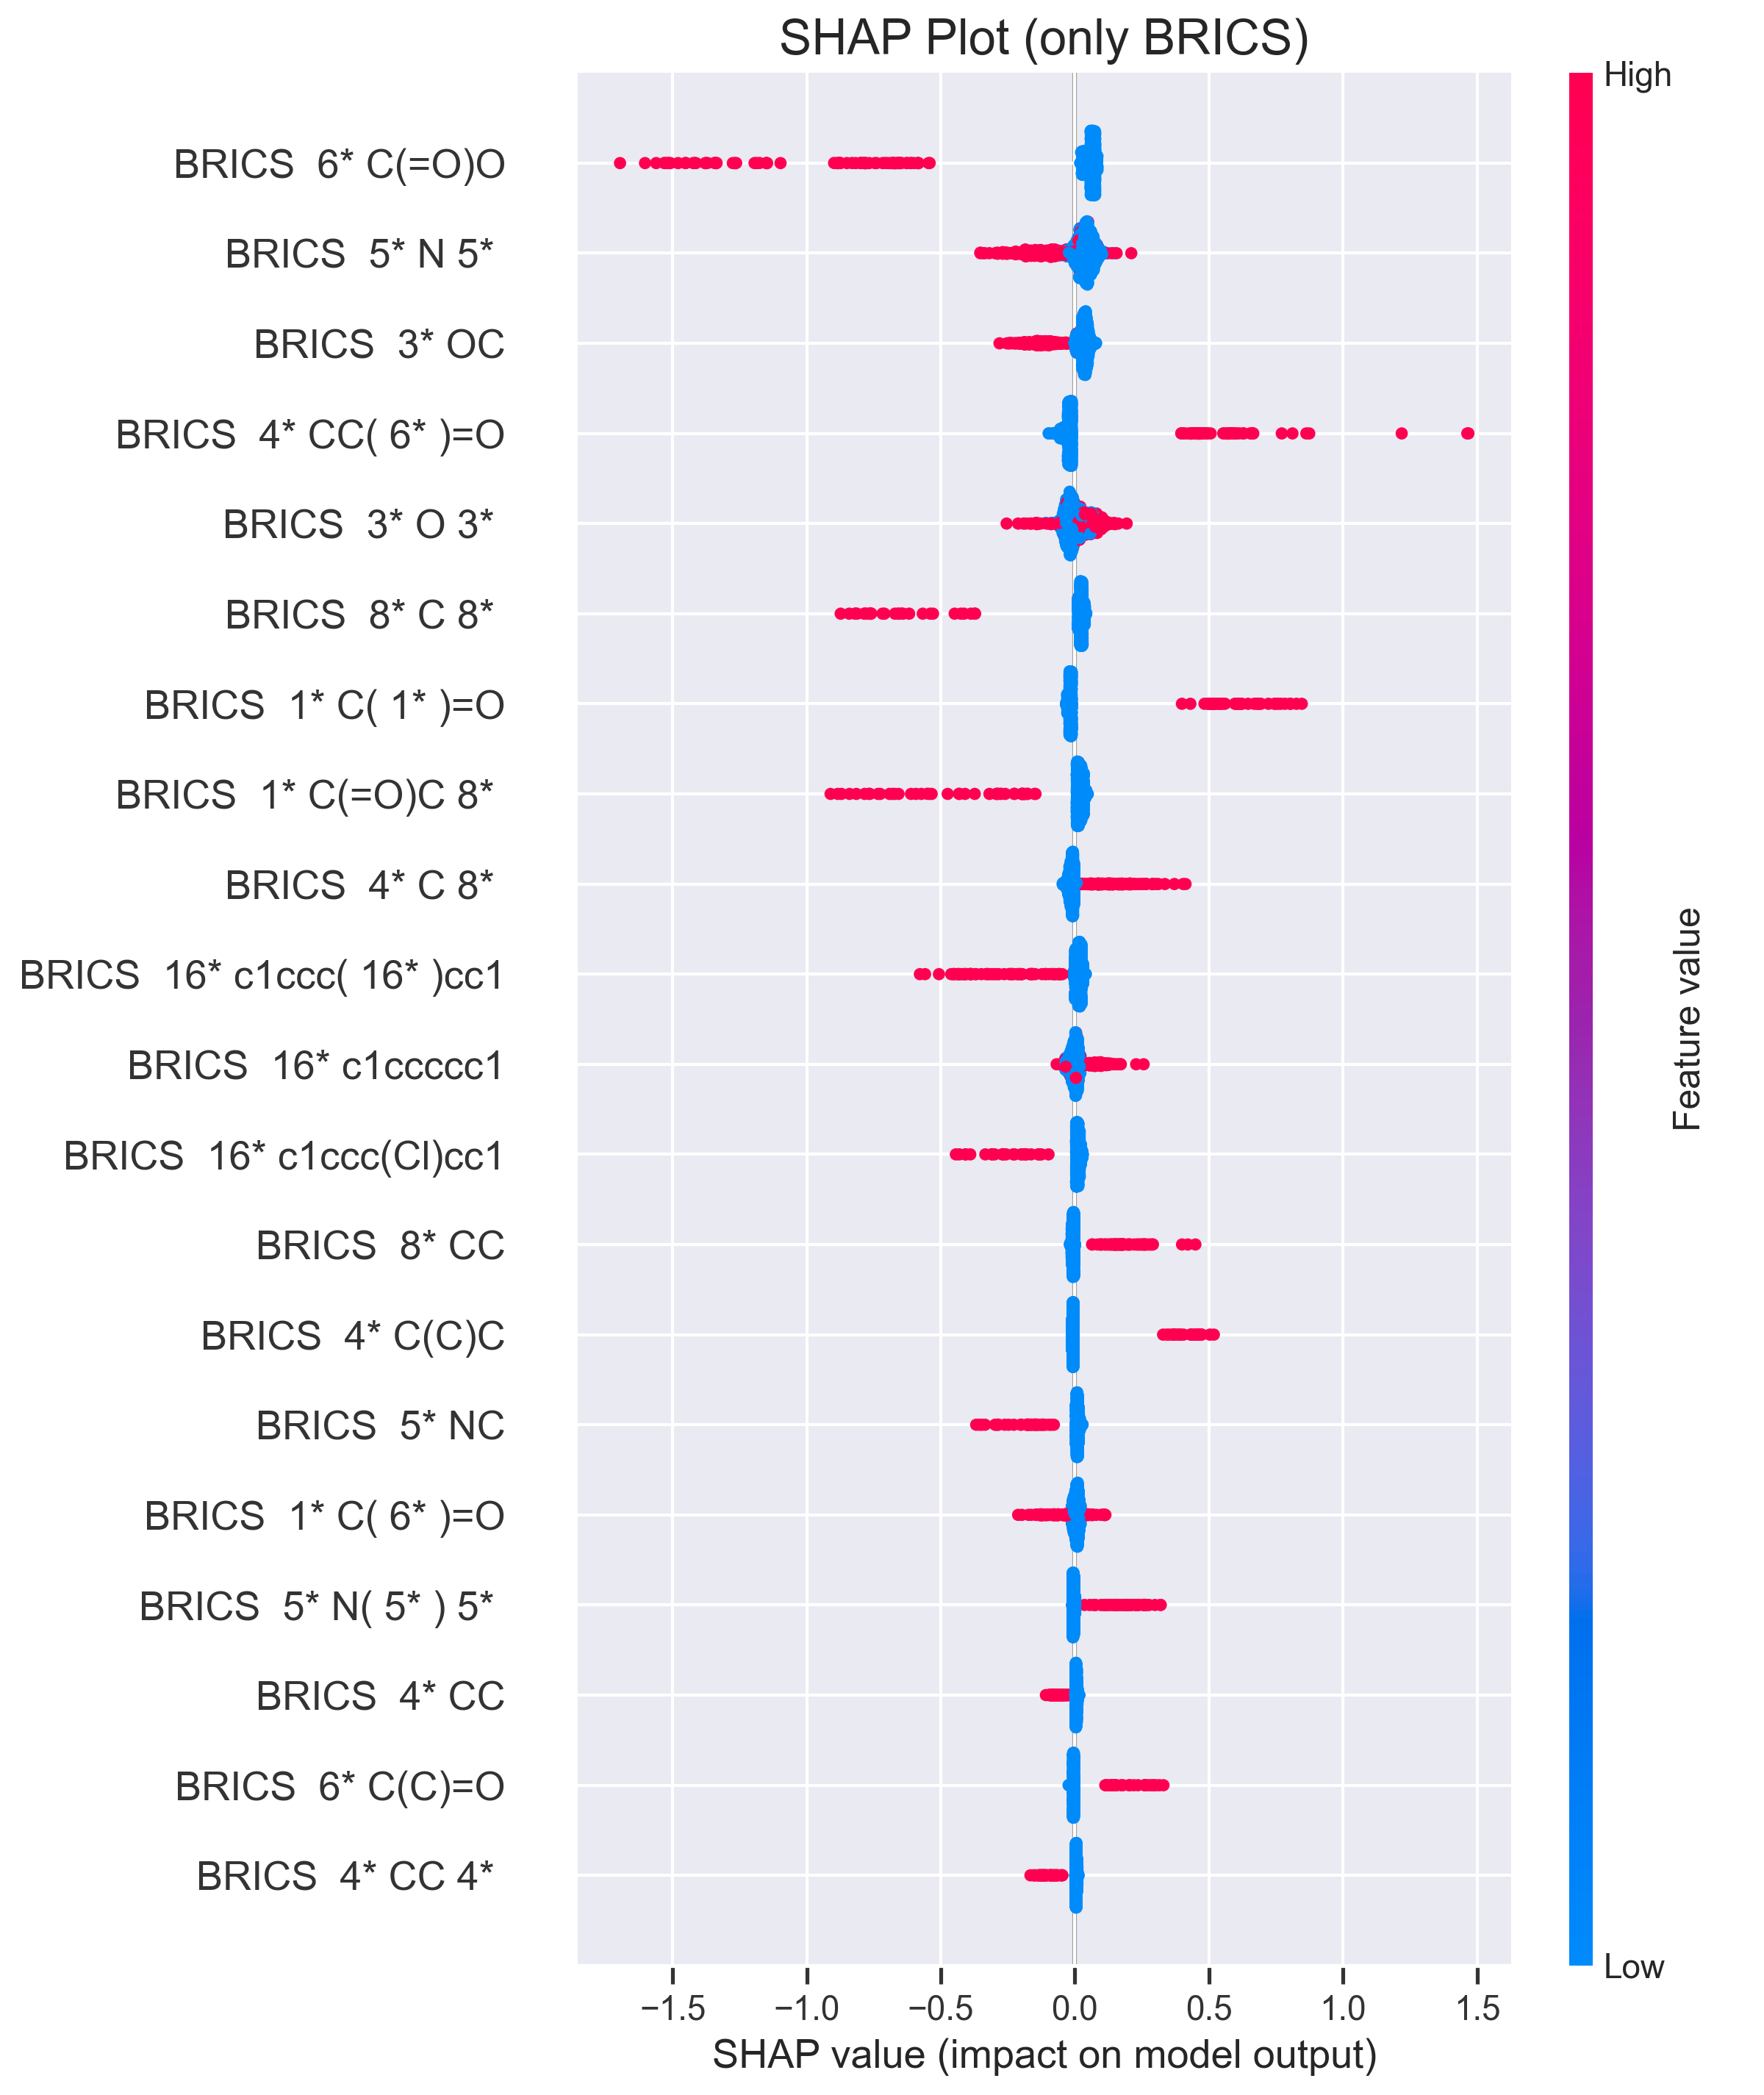 SHAP Plot (only BRICS)
High
BRICS 6* C(=O)O
BRICS 5* N 5*
BRICS 3* OC
BRICS 4* CC( 6* )=O
BRICS 3* O 3*
BRICS 8* C 8*
BRICS 1* C( 1* )=O
BRICS 1* C(=O)C 8*
BRICS 4* C 8*
BRICS 16* c1ccc( 16* )cc1
BRICS 16* c1ccccc1
BRICS 16* c1ccc(Cl)cc1
BRICS 8* CC
BRICS 4* C(C)C
BRICS 5* NC
BRICS 1* C( 6* )=O
BRICS 5* N( 5* ) 5*
BRICS 4* CC
BRICS 6* C(C)=O
BRICS 4* CC 4*
Feature value
Low
−1.5 −1.0 −0.5 0.0 0.5 1.0 1.5
SHAP value (impact on model output)